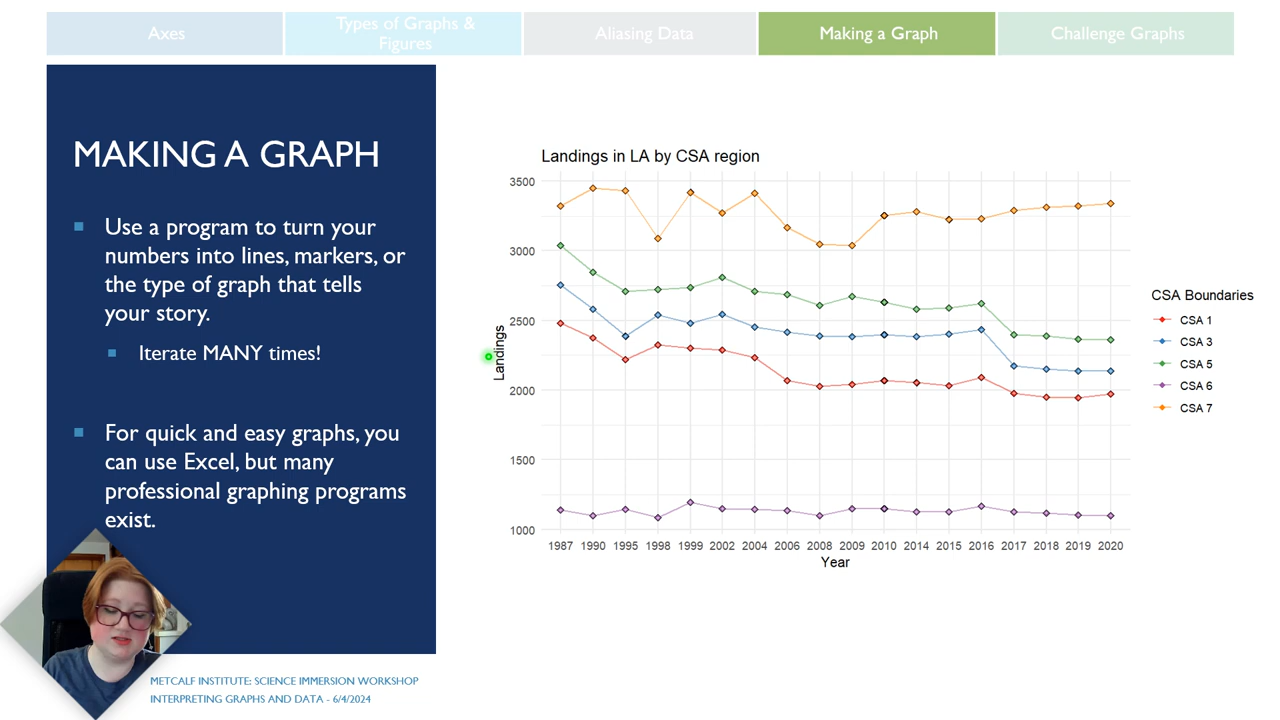 Axes
Types of Graphs &
Figures
Aliasing Data
Making a Graph
Challenge Graphs
MAKING A GRAPH
Use a program to turn your
numbers into lines, markers, or
the type of graph that tells
your story.
Iterate MANY times!
For quick and easy graphs, you
can use Excel, but many
professional graphing programs
exist.
METCALF INSTITUTE: SCIENCE IMMERSION WORKSHOP
INTERPRETING GRAPHS AND DATA - 6/4/2024
Landings in LA by CSA region
3500
3000
2500
2000
1500
1000
Landings
1987 1990 1995 1998 1999 2002 2004 2006 2008 2009 2010 2014 2015 2016 2017 2018 2019 2020
Year
CSA Boundaries
CSA 1
CSA 3
CSA 5
CSA 6
CSA 7